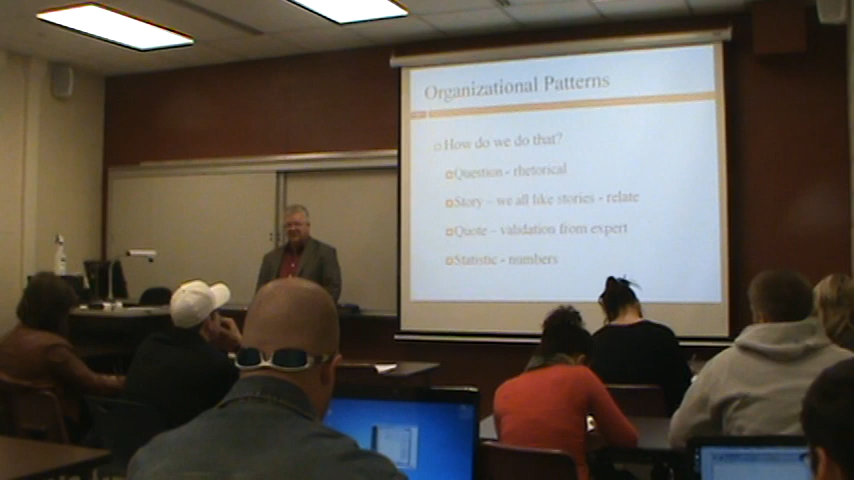 Organizational Patterns
How do we do that?
Question - rhetorical
Story – we all like stories - relate
Quote – validation from expert
Statistic - numbers